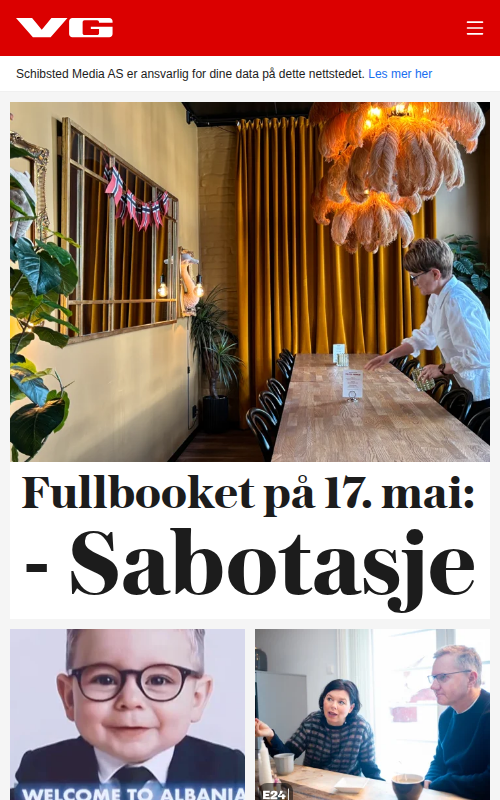 VG
Schibsted Media AS er ansvarlig for dine data på dette nettstedet. Les mer her
Fullbooket på 17. mai:
- Sabotasje
WELCOME TO ALBANIA
E24